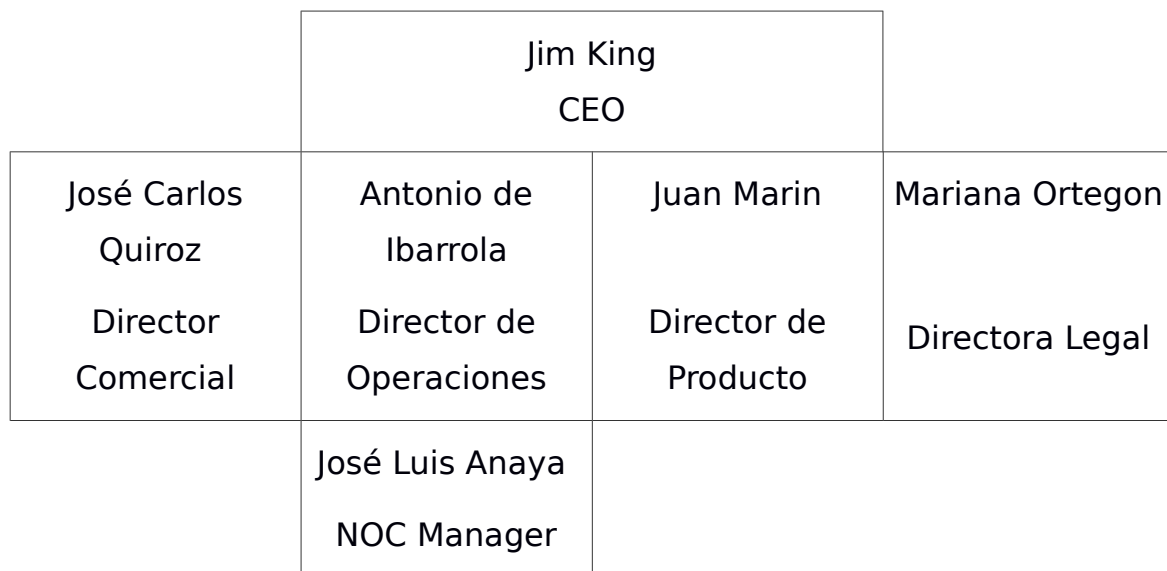 Jim King
CEO
José Carlos
Quiroz
Director
Comercial
Antonio de
Ibarrola
Director de
Operaciones
Juan Marin
Director de
Producto
Mariana Ortegon
Directora Legal
José Luis Anaya
NOC Manager